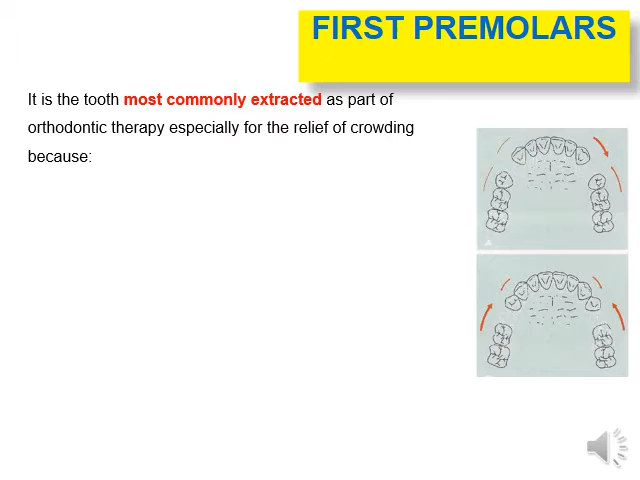 FIRST PREMOLARS
It is the tooth most commonly extracted as part of
orthodontic therapy especially for the relief of crowding
because: